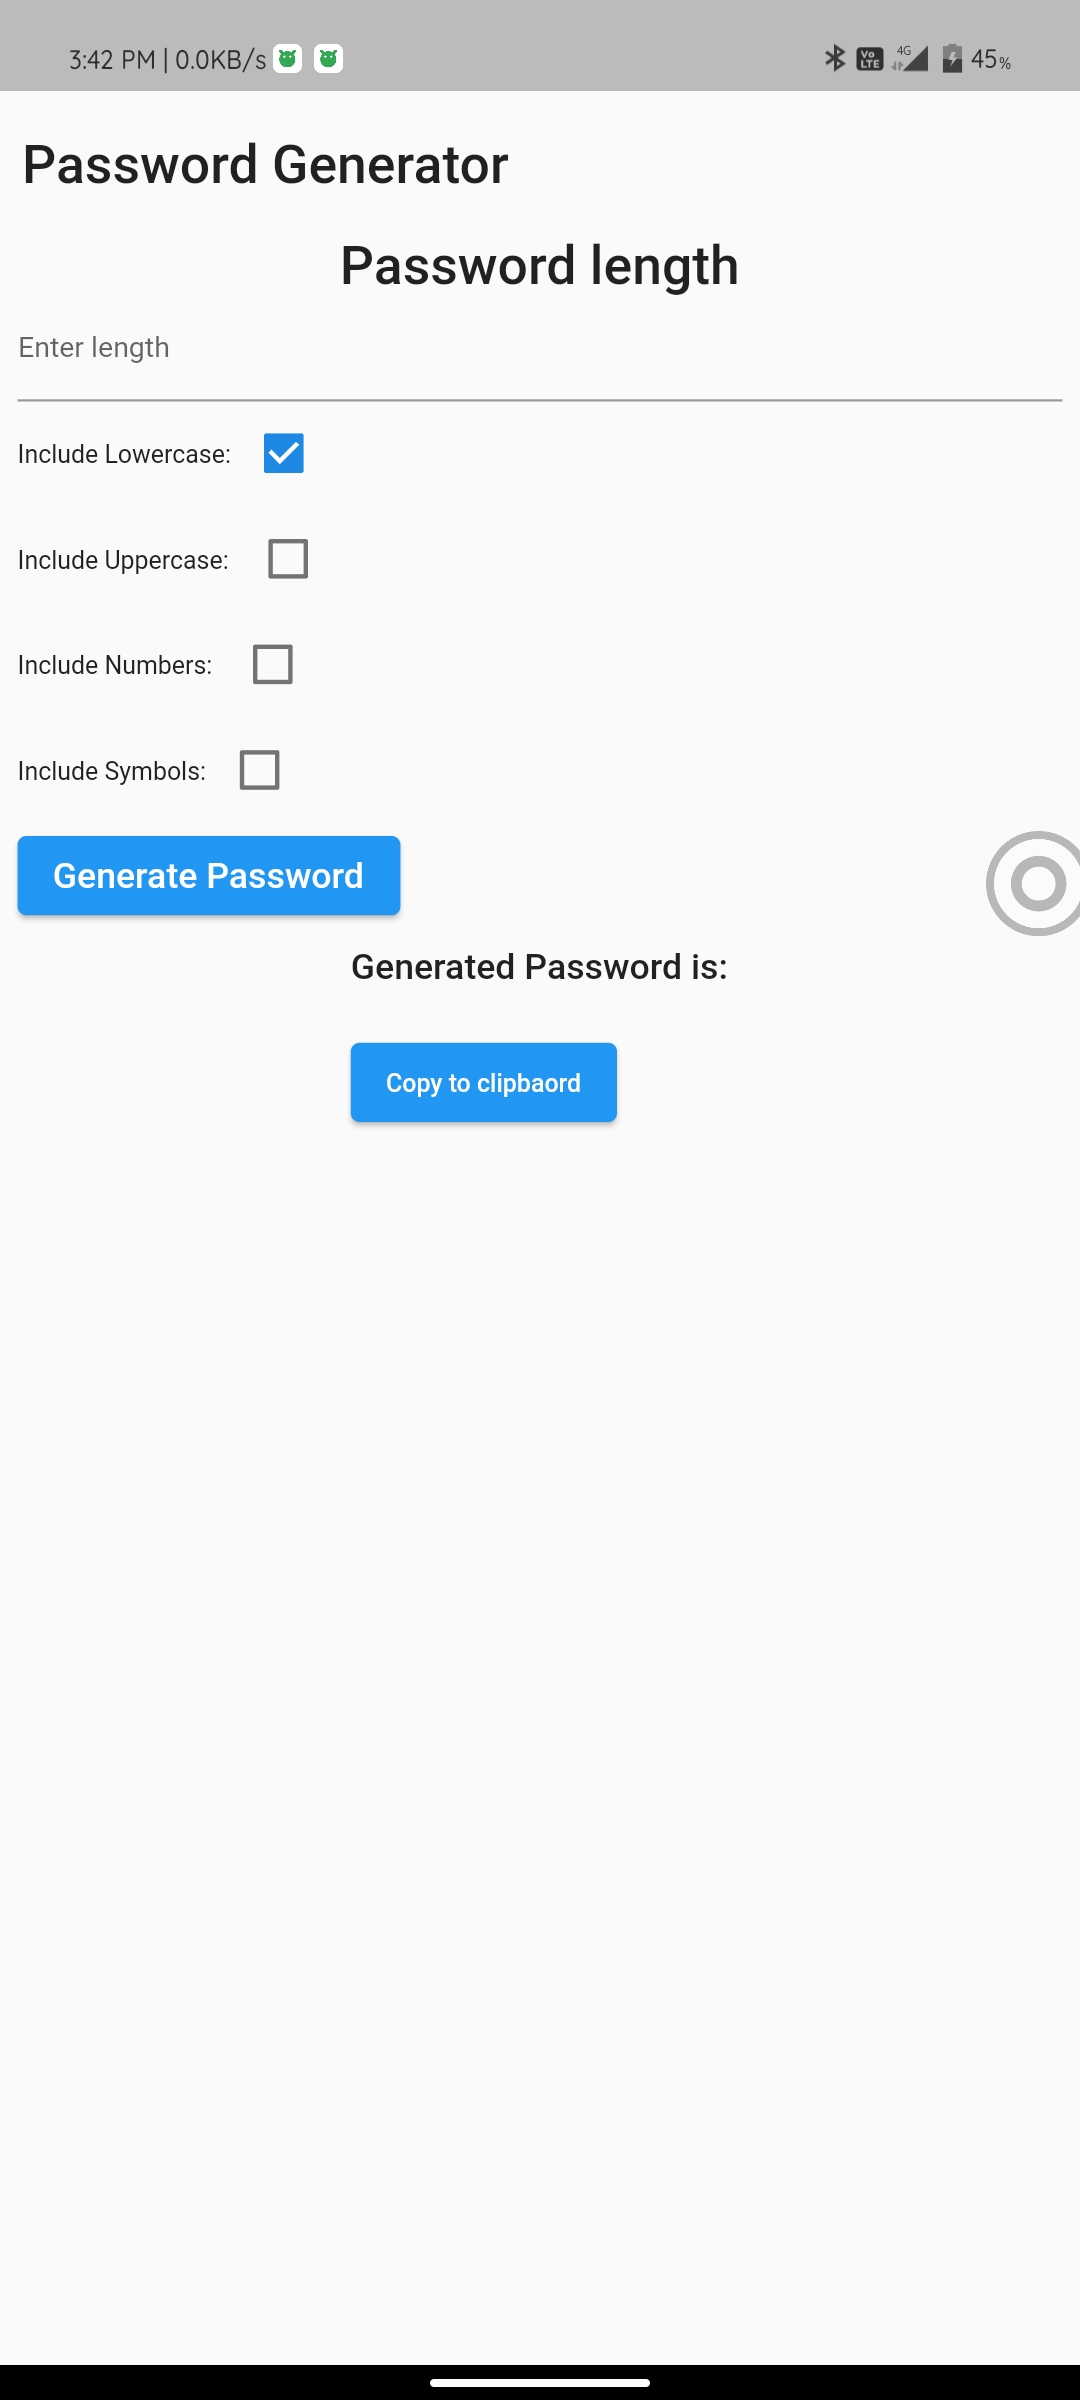 3:42 PM | 0.0KB/s Vo LTE 4G 45%
Password Generator
Password length
Enter length
Include Lowercase:
Include Uppercase:
Include Numbers:
Include Symbols:
Generate Password
Generated Password is:
Copy to clipbaord